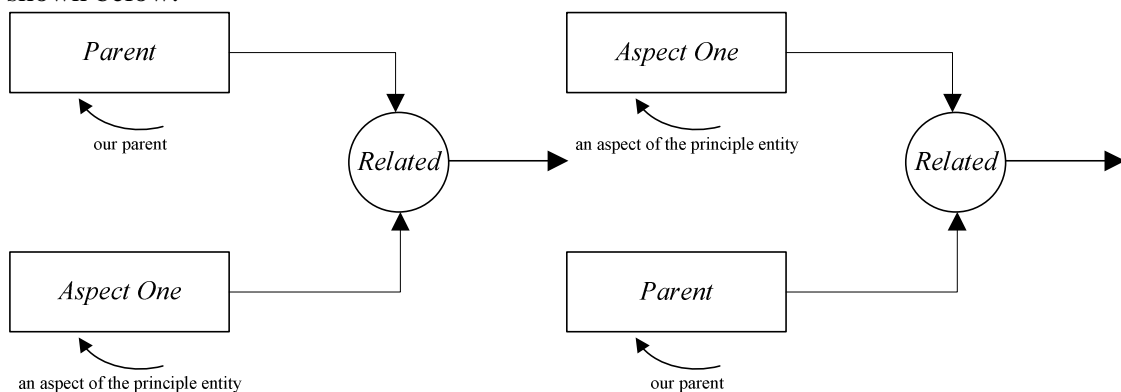 shown below:
Parent
our parent
Related
Aspect One
an aspect of the principle entity
Aspect One
an aspect of the principle entity
Related
Parent
our parent